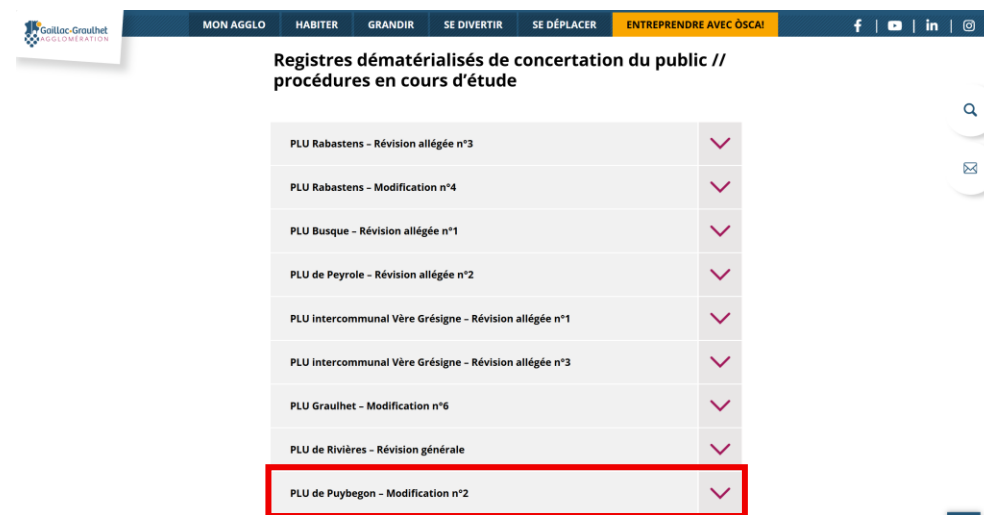 Gaillac-Graulhet
AGGLOMÉRATION
MON AGGLO HABITER GRANDIR SE DIVERTIR SE DÉPLACER ENTREPRENDRE AVEC ÒSCA!
Registres dématérialisés de concertation du public //
procédures en cours d’étude
PLU Rabastens – Révision allégée n°3
PLU Rabastens – Modification n°4
PLU Busque – Révision allégée n°1
PLU de Peyrole – Révision allégée n°2
PLU intercommunal Vère Grésigne – Révision allégée n°1
PLU intercommunal Vère Grésigne – Révision allégée n°3
PLU Graulhet – Modification n°6
PLU de Rivières – Révision générale
PLU de Puybegon – Modification n°2